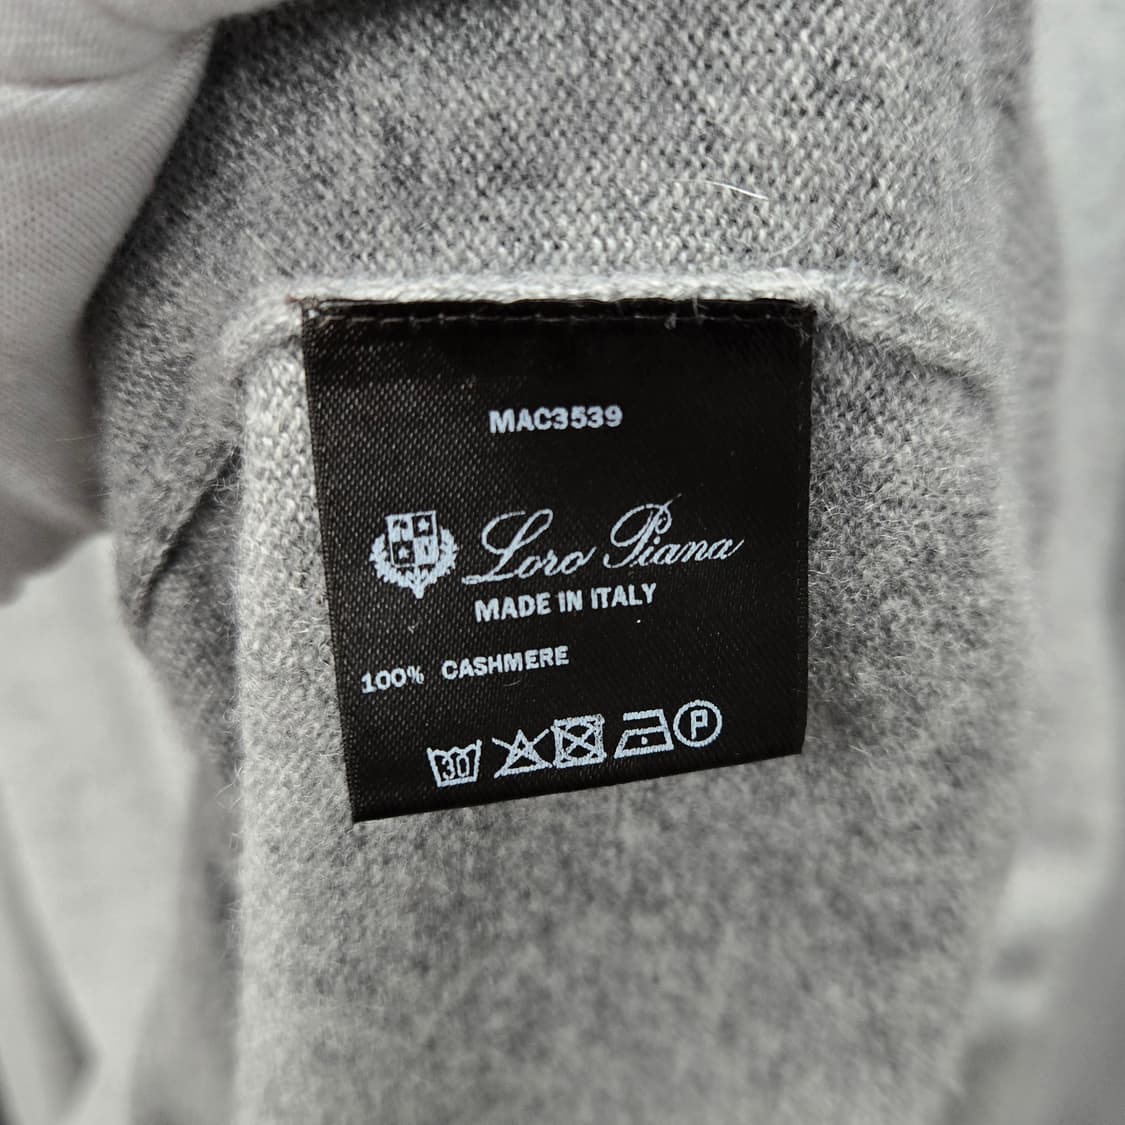 MAC3539
Loro Piana
MADE IN ITALY
100% CASHMERE
30 P